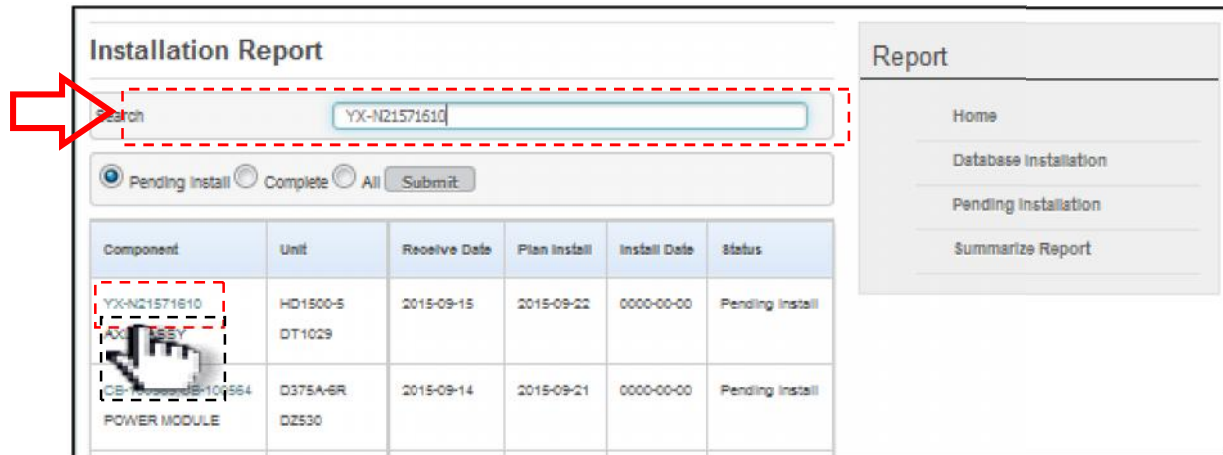 Installation Report
Search YX-N21571610
Pending Install Complete All Submit
Component Unit Receive Date Plan Install Install Date Status
YX-N21571610 HD1500-5 2015-09-15 2015-09-22 0000-00-00 Pending Install
ASSY DT1029
D375A-6R 2015-09-14 2015-09-21 0000-00-00 Pending Install
POWER MODULE DZ530
Report
Home
Database Installation
Pending Installation
Summarize Report